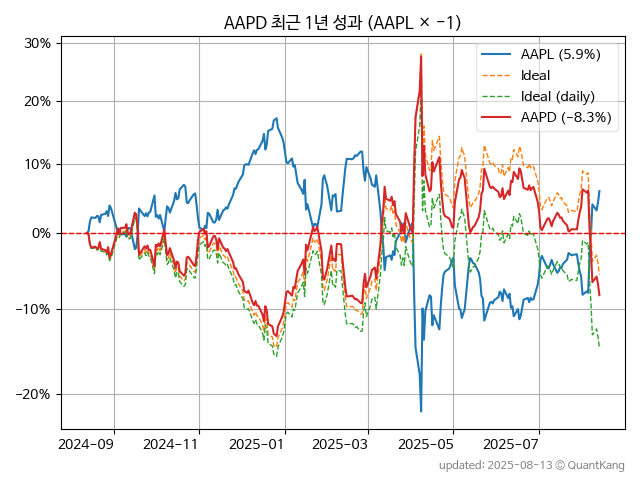 AAPD 최근 1년 성과 (AAPL × −1)
30%
20%
10%
0%
−10%
−20%
AAPL (5.9%)
Ideal
Ideal (daily)
AAPD (−8.3%)
2024-09
2024-11
2025-01
2025-03
2025-05
2025-07
updated: 2025-08-13 © QuantKang